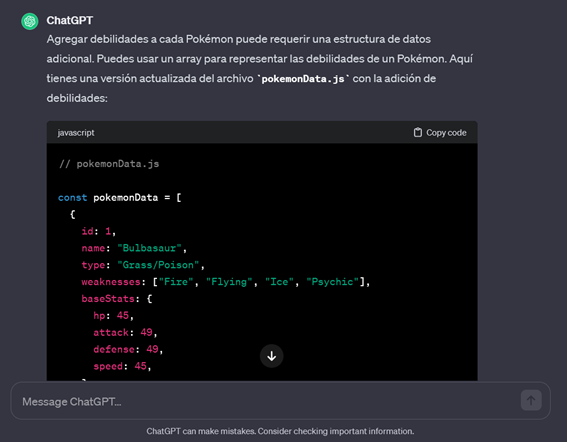 ChatGPT
Agregar debilidades a cada Pokémon puede requerir una estructura de datos
adicional. Puedes usar un array para representar las debilidades de un Pokémon. Aquí
tienes una versión actualizada del archivo `pokemonData.js` con la adición de
debilidades:
javascript Copy code
// pokemonData.js
const pokemonData = [
{
id: 1,
name: "Bulbasaur",
type: "Grass/Poison",
weaknesses: ["Fire", "Flying", "Ice", "Psychic"],
baseStats: {
hp: 45,
attack: 49,
defense: 49,
speed: 45,
Message ChatGPT...
ChatGPT can make mistakes. Consider checking important information.